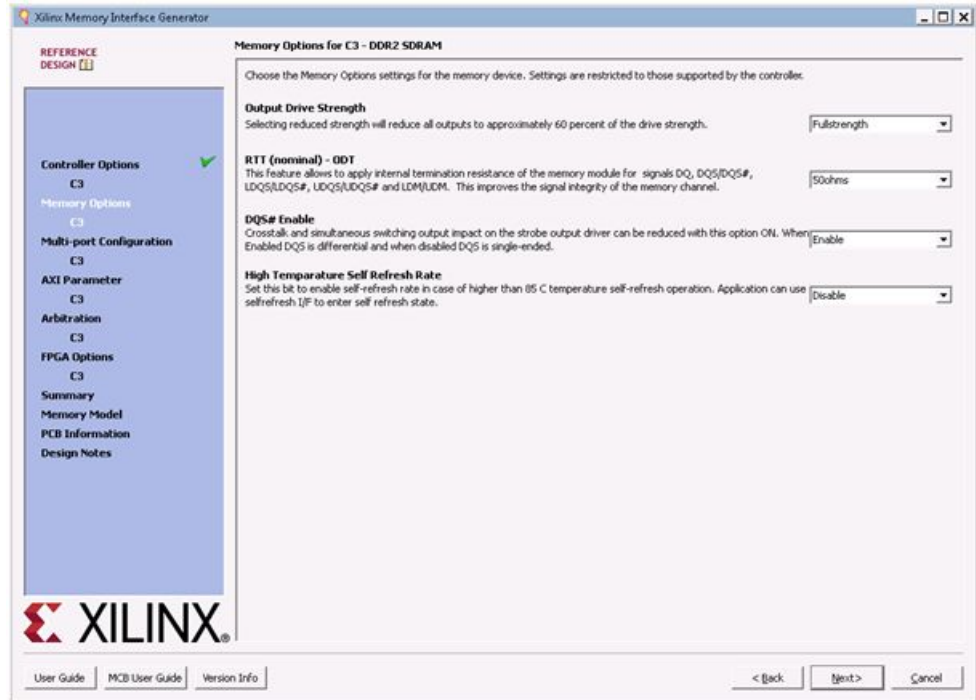 Xilinx Memory Interface Generator
REFERENCE
DESIGN
Memory Options for C3 - DDR2 SDRAM
Choose the Memory Options settings for the memory device. Settings are restricted to those supported by the controller.
Output Drive Strength
Selecting reduced strength will reduce all outputs to approximately 60 percent of the drive strength.
Fullstrength
RTT (nominal) - ODT
This feature allows to apply internal termination resistance of the memory module for signals DQ, DQS/DQS#,
LDQS/LDQS#, UDQS/UDQS# and LDM/UDM. This improves the signal integrity of the memory channel.
50ohms
DQS# Enable
Crosstalk and simultaneous switching output impact on the strobe output driver can be reduced with this option ON. When
Enabled DQS is differential and when disabled DQS is single-ended.
Enable
High Temparature Self Refresh Rate
Set this bit to enable self-refresh rate in case of higher than 85 C temperature self-refresh operation. Application can use
selfrefresh I/F to enter self refresh state.
Disable
Controller Options
C3
Memory Options
C3
Multi-port Configuration
C3
AXI Parameter
C3
Arbitration
C3
FPGA Options
C3
Summary
Memory Model
PCB Information
Design Notes
XILINX®
User Guide
MCB User Guide
Version Info
< Back
Next>
Cancel